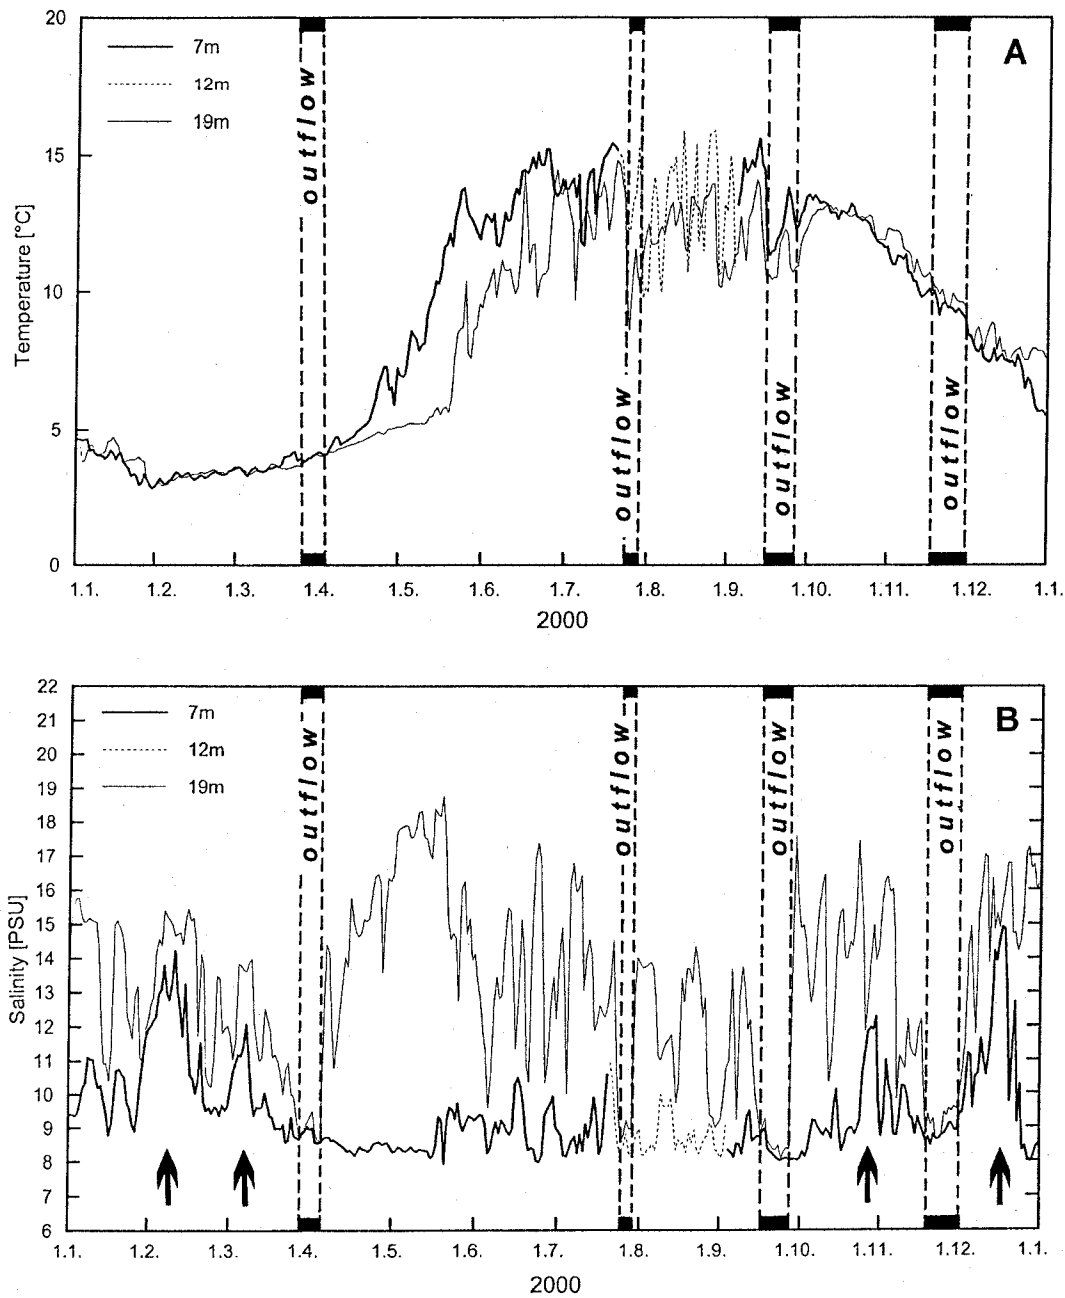 20
A
7m
12m
19m
outflow
15
10
5
0
Temperature [°C]
outflow
outflow
outflow
1.1. 1.2. 1.3. 1.4. 1.5. 1.6. 1.7. 1.8. 1.9. 1.10. 1.11. 1.12. 1.1.
2000
22
B
21
20
19
18
17
16
15
14
13
12
11
10
9
8
7
6
7m
12m
19m
outflow
outflow
outflow
outflow
Salinity [PSU]
1.1. 1.2. 1.3. 1.4. 1.5. 1.6. 1.7. 1.8. 1.9. 1.10. 1.11. 1.12. 1.1.
2000